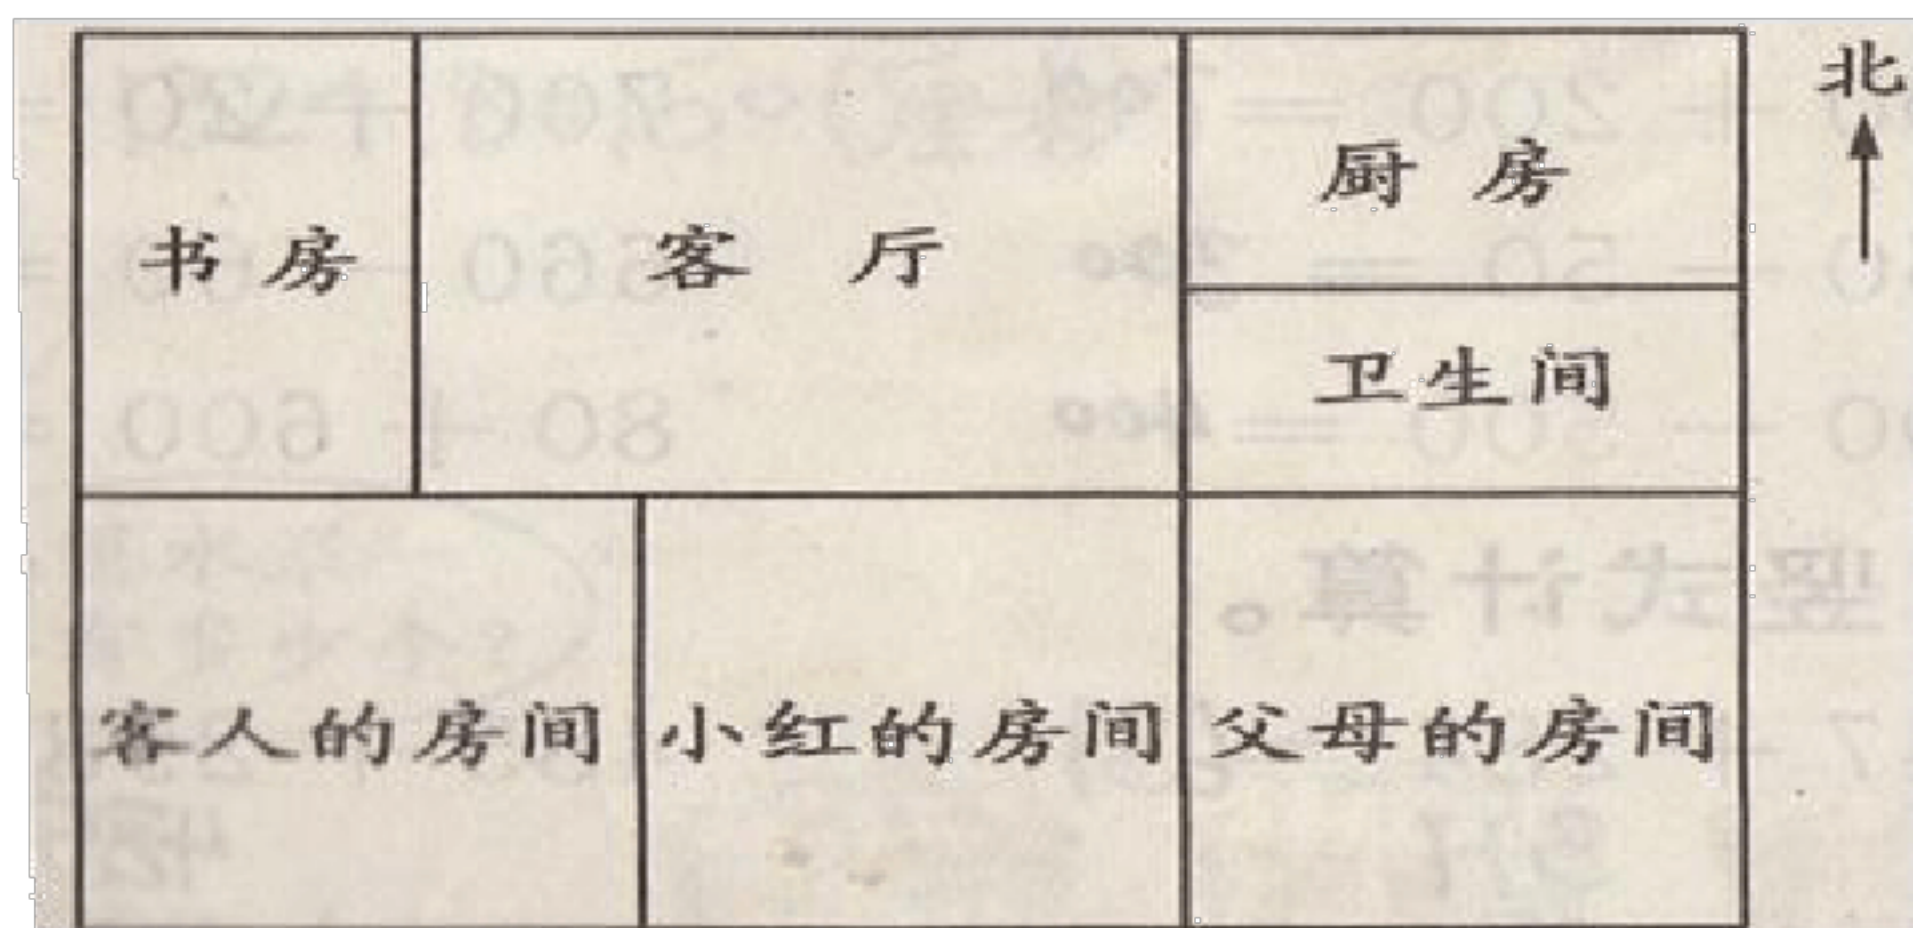 北
厨 房
书 房
客 厅
卫生间
客人的房间
小红的房间
父母的房间